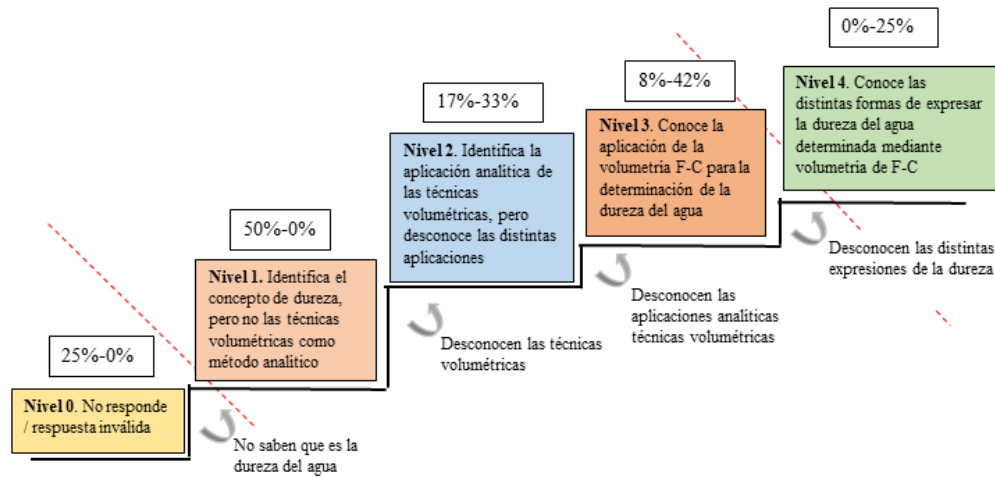 0%-25%
Nivel 4. Conoce las
distintas formas de expresar
la dureza del agua
determinada mediante
volumetría de F-C
8%-42%
Nivel 3. Conoce la
aplicación de la
volumetría F-C para la
determinación de la
dureza del agua
Desconocen las distintas
expresiones de la dureza
17%-33%
Nivel 2. Identifica la
aplicación analítica de
las técnicas
volumétricas, pero
desconoce las distintas
aplicaciones
Desconocen las
aplicaciones analíticas
técnicas volumétricas
50%-0%
Nivel 1. Identifica el
concepto de dureza,
pero no las técnicas
volumétricas como
método analítico
Desconocen las técnicas
volumétricas
25%-0%
Nivel 0. No responde
/ respuesta inválida
No saben que es la
dureza del agua